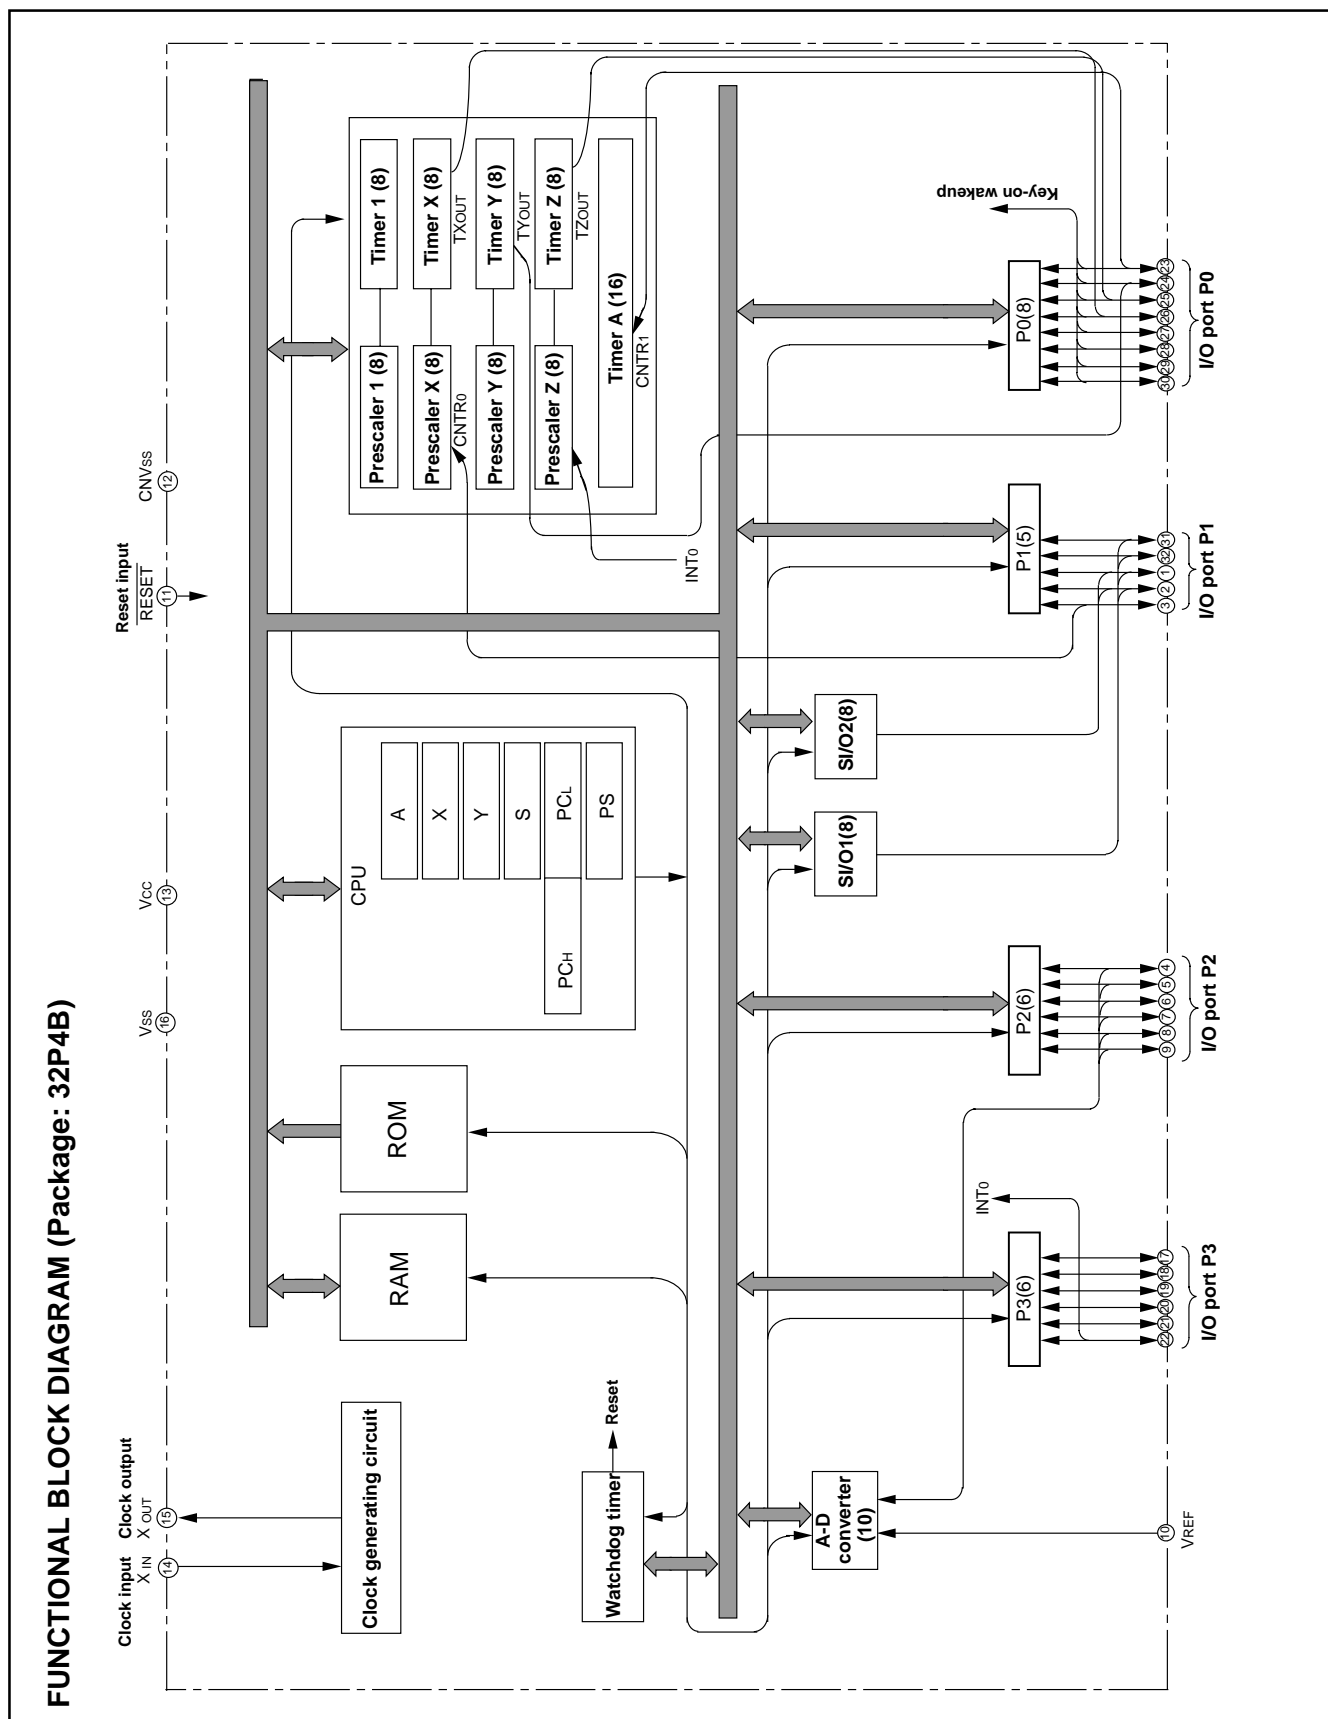 FUNCTIONAL BLOCK DIAGRAM (Package: 32P4B)
Clock input
XIN
14
Clock output
XOUT
15
VSS
16
VCC
13
Reset input
RESET
11
CNVSS
12
Clock generating circuit
RAM
ROM
CPU
A
X
Y
S
PCH
PCL
PS
Prescaler 1 (8)
Timer 1 (8)
Prescaler X (8)
Timer X (8)
CNTR0
TXOUT
Prescaler Y (8)
Timer Y (8)
TYOUT
Prescaler Z (8)
Timer Z (8)
TZOUT
Timer A (16)
CNTR1
INT0
Watchdog timer
Reset
A-D
converter
(10)
SI/O1(8)
SI/O2(8)
INT0
Key-on wakeup
P3(6)
P2(6)
P1(5)
P0(8)
10
VREF
22 21 20 19 18 17
I/O port P3
9 8 7 6 5 4
I/O port P2
3 2 1 32 31
I/O port P1
30 29 28 27 26 25 24 23
I/O port P0